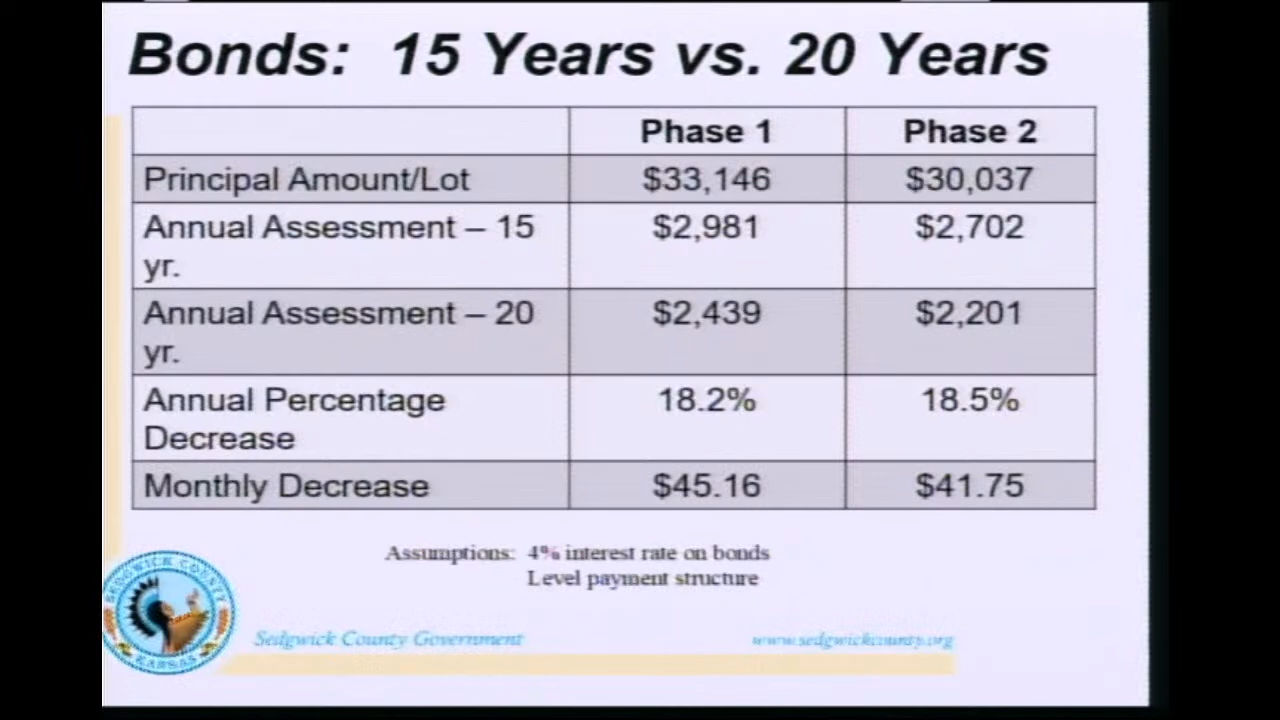 Bonds: 15 Years vs. 20 Years
Phase 1 Phase 2
Principal Amount/Lot $33,146 $30,037
Annual Assessment – 15 $2,981 $2,702
yr.
Annual Assessment – 20 $2,439 $2,201
yr.
Annual Percentage 18.2% 18.5%
Decrease
Monthly Decrease $45.16 $41.75
Assumptions: 4% interest rate on bonds
Level payment structure
SEDGWICK COUNTY
KANSAS
Sedgwick County Government www.sedgwickcounty.org